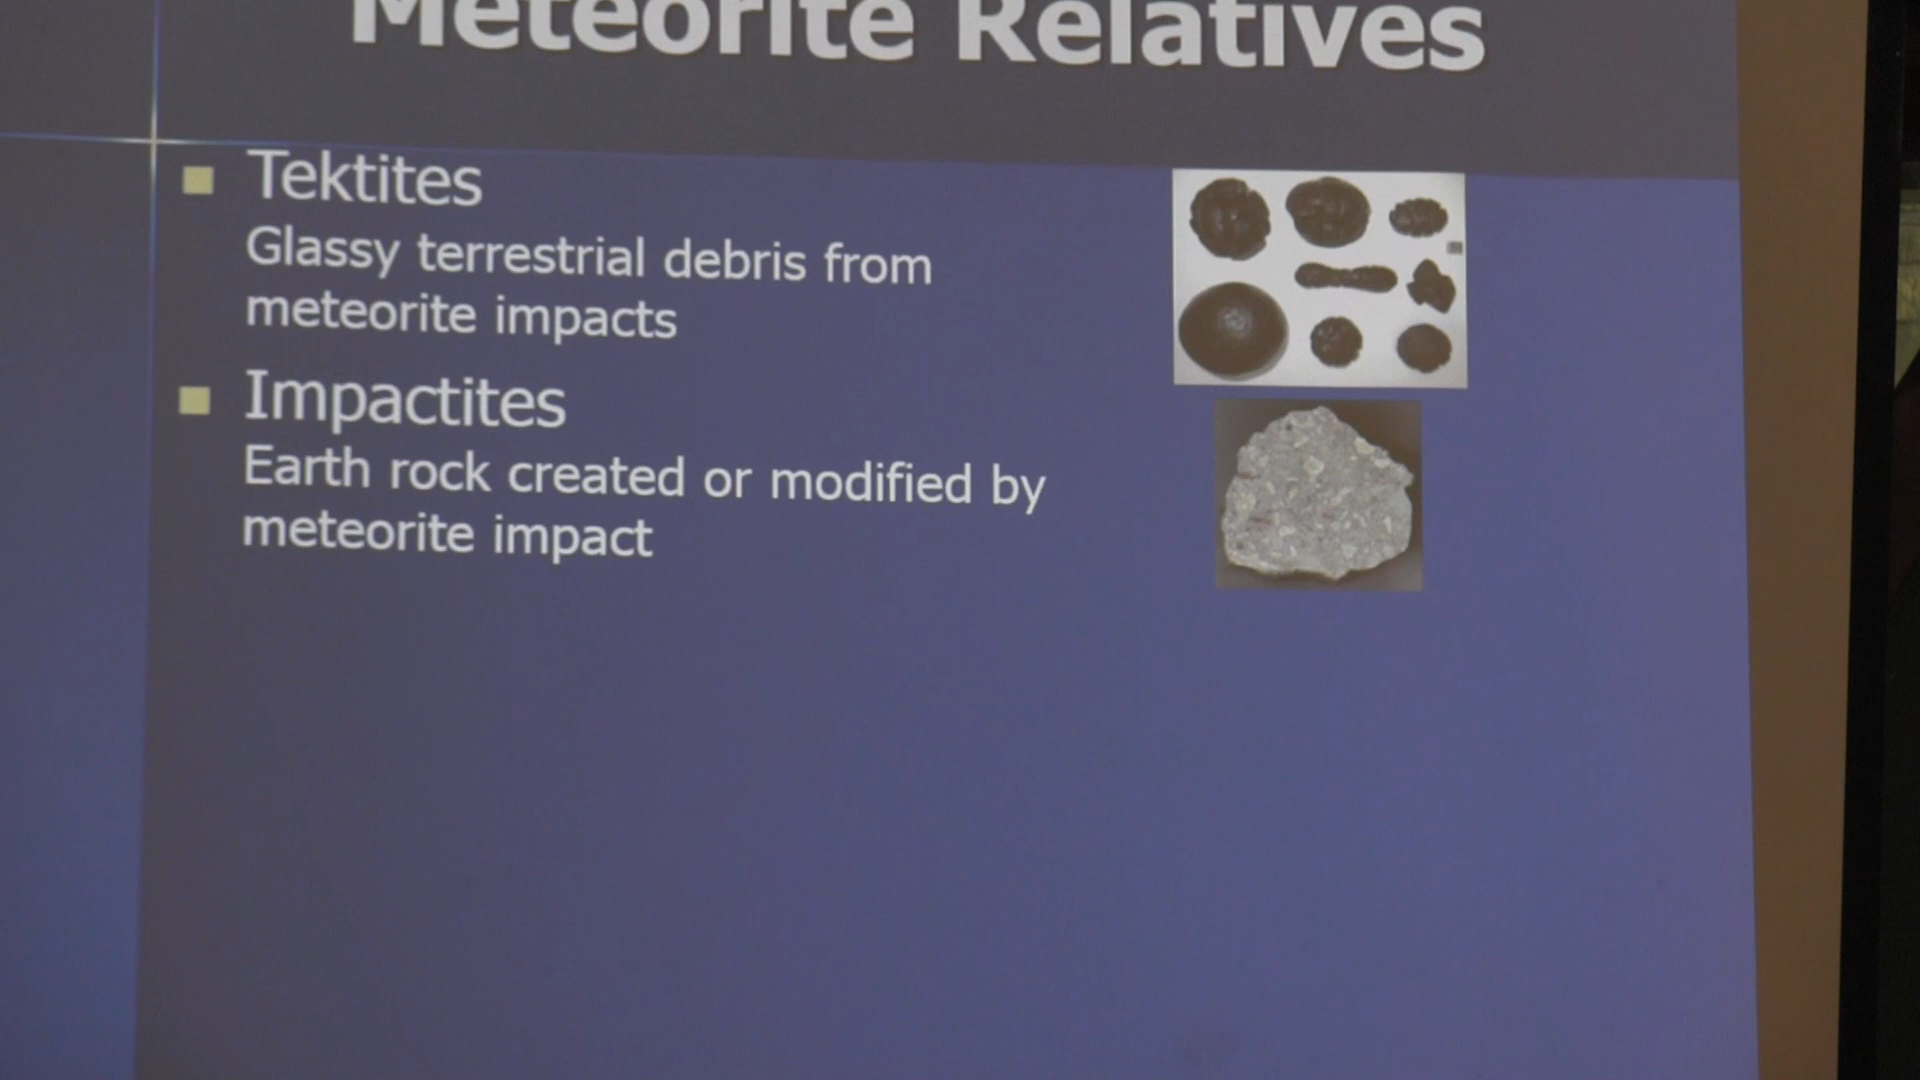 Meteorite Relatives
Tektites
Glassy terrestrial debris from
meteorite impacts
Impactites
Earth rock created or modified by
meteorite impact